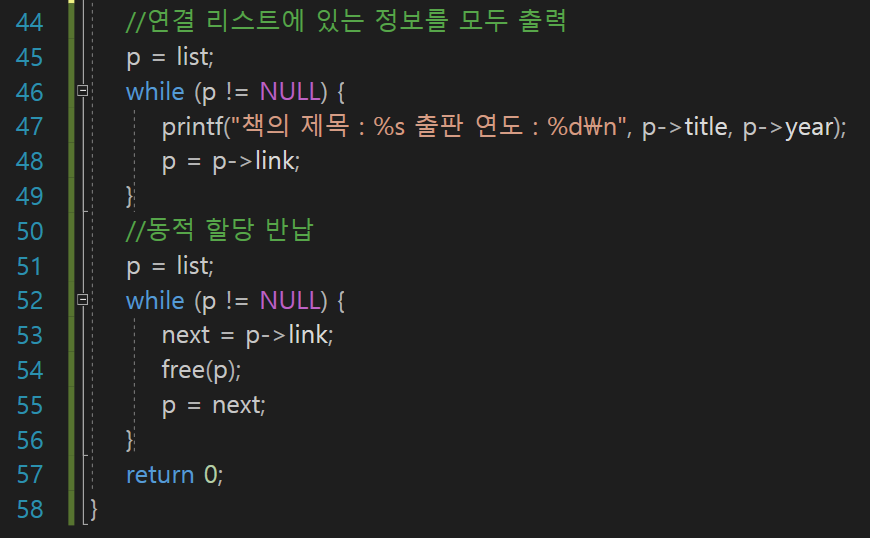 44 //연결 리스트에 있는 정보를 모두 출력
45 p = list;
46 while (p != NULL) {
47 printf("책의 제목 : %s 출판 연도 : %d₩n", p->title, p->year);
48 p = p->link;
49 }
50 //동적 할당 반납
51 p = list;
52 while (p != NULL) {
53 next = p->link;
54 free(p);
55 p = next;
56 }
57 return 0;
58 }